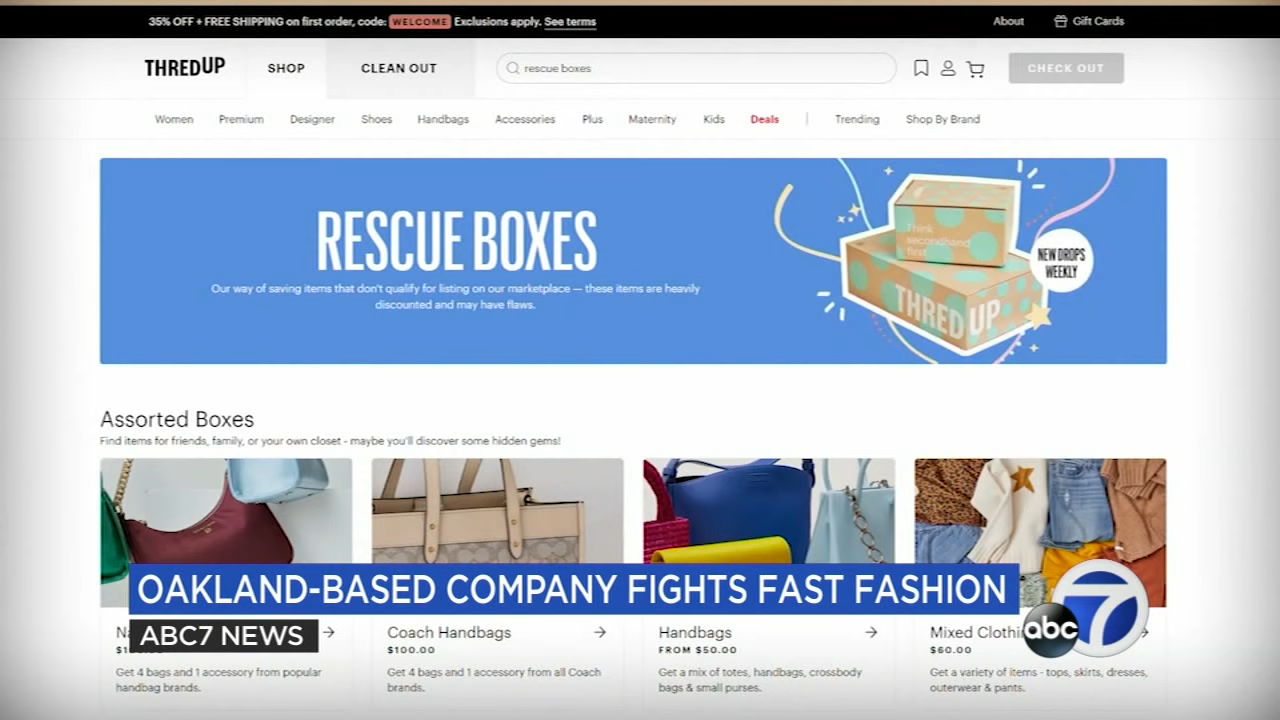 35% OFF + FREE SHIPPING on first order, code: WELCOME Exclusions apply. See terms
About
Gift Cards
THREDUP
SHOP
CLEAN OUT
rescue boxes
CHECK OUT
Women
Premium
Designer
Shoes
Handbags
Accessories
Plus
Maternity
Kids
Deals
Trending
Shop By Brand
RESCUE BOXES
Our way of saving items that don't qualify for listing on our marketplace — these items are heavily
discounted and may have flaws.
Think
secondhand
first
THRED UP
NEW DROPS
WEEKLY
Assorted Boxes
Find items for friends, family, or your own closet - maybe you'll discover some hidden gems!
OAKLAND-BASED COMPANY FIGHTS FAST FASHION
ABC7 NEWS
abc 7
Get 4 bags and 1 accessory from popular
handbag brands.
Coach Handbags
$100.00
Get 4 bags and 1 accessory from all Coach
brands.
Handbags
FROM $50.00
Get a mix of totes, handbags, crossbody
bags & small purses.
Mixed
$60.00
Get a variety of items - tops, skirts, dresses,
outerwear & pants.